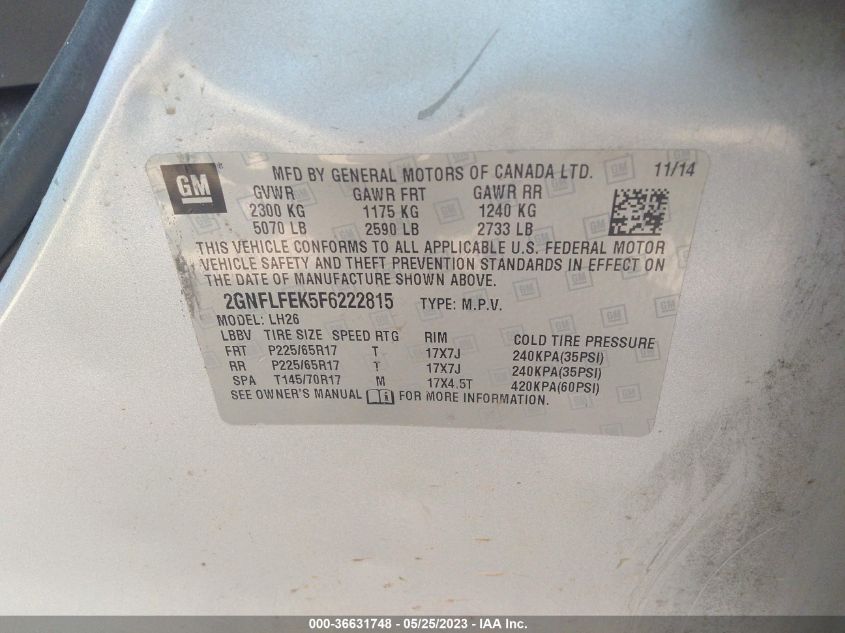 GM
MFD BY GENERAL MOTORS OF CANADA LTD. 11/14
GVWR GAWR FRT GAWR RR
2300 KG 1175 KG 1240 KG
5070 LB 2590 LB 2733 LB
THIS VEHICLE CONFORMS TO ALL APPLICABLE U.S. FEDERAL MOTOR
VEHICLE SAFETY AND THEFT PREVENTION STANDARDS IN EFFECT ON
THE DATE OF MANUFACTURE SHOWN ABOVE.
2GNFLFEK5F6222815 TYPE: M.P.V.
MODEL: LH26
LBBV TIRE SIZE SPEED RTG RIM COLD TIRE PRESSURE
FRT P225/65R17 T 17X7J 240KPA(35PSI)
RR P225/65R17 T 17X7J 240KPA(35PSI)
SPA T145/70R17 M 17X4.5T 420KPA(60PSI)
SEE OWNER'S MANUAL FOR MORE INFORMATION.
000-36631748 - 05/25/2023 - IAA Inc.